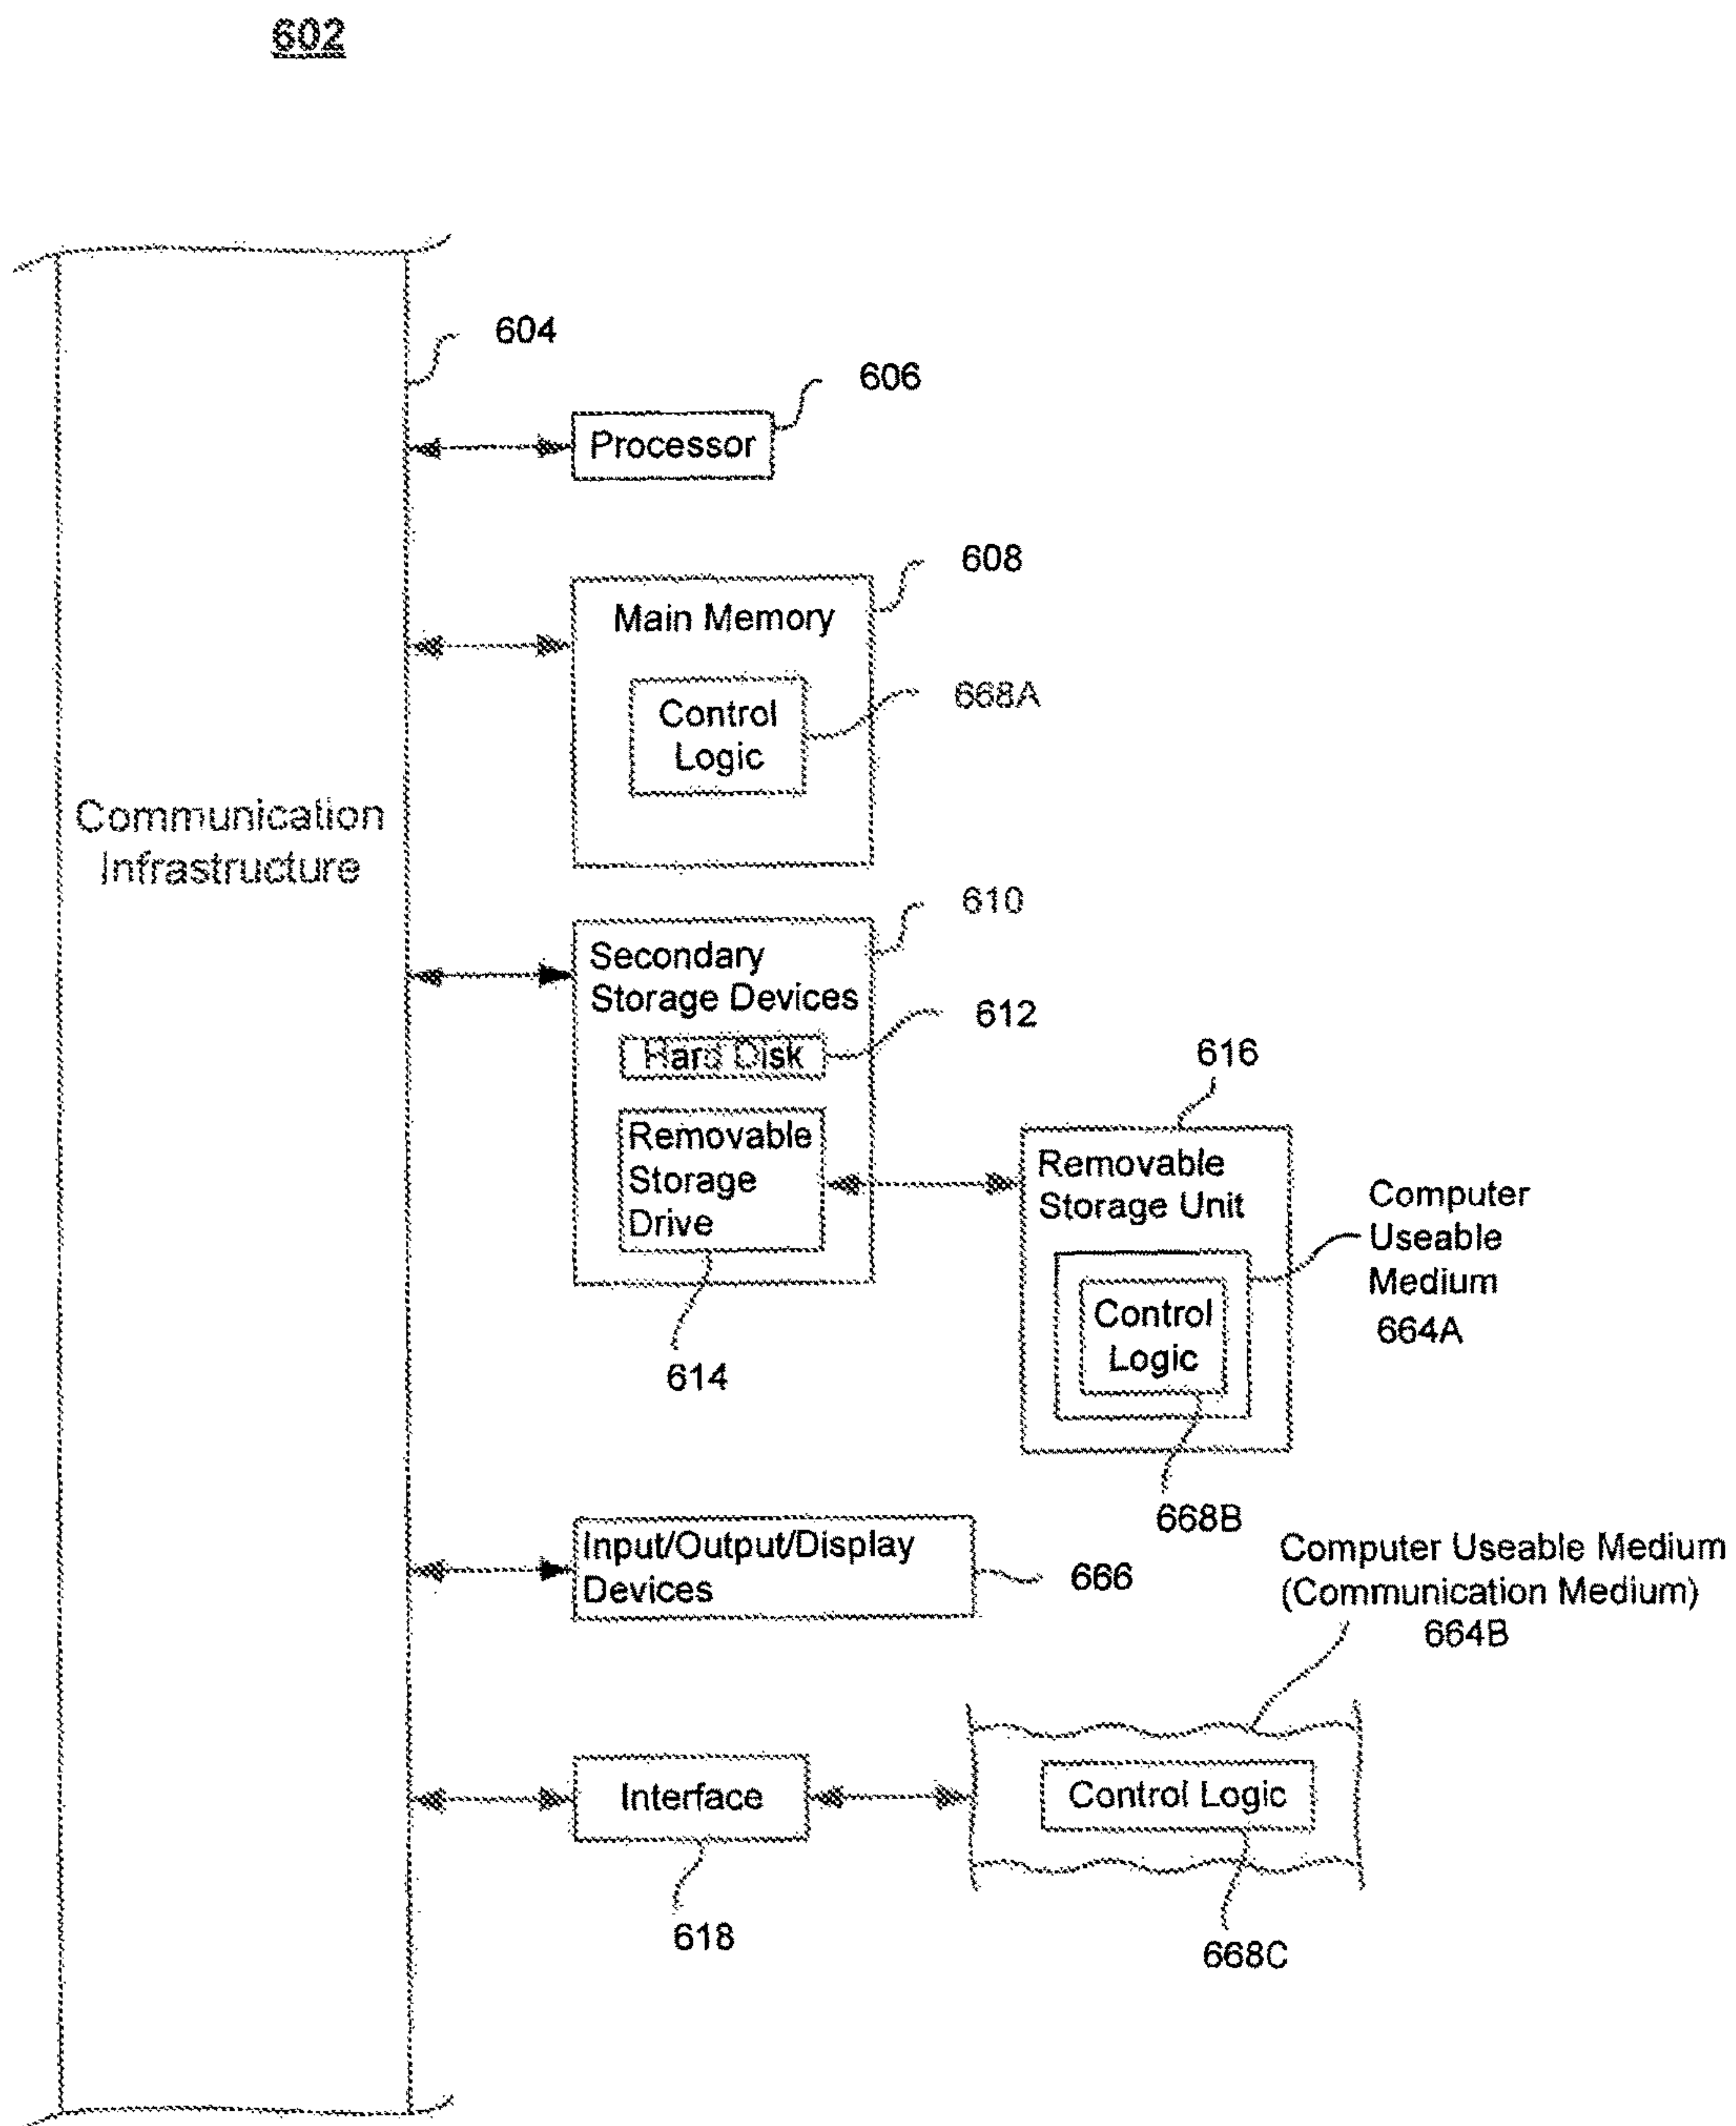 602
604
606
Processor
608
Main Memory
668A
Control
Logic
Communication
Infrastructure
610
Secondary
Storage Devices
612
Hard Disk
616
Removable
Storage
Drive
Removable
Storage Unit
Computer
Useable
Medium
664A
Control
Logic
614
668B
Input/Output/Display
Devices
666
Computer Useable Medium
(Communication Medium)
664B
Interface
Control Logic
618
668C